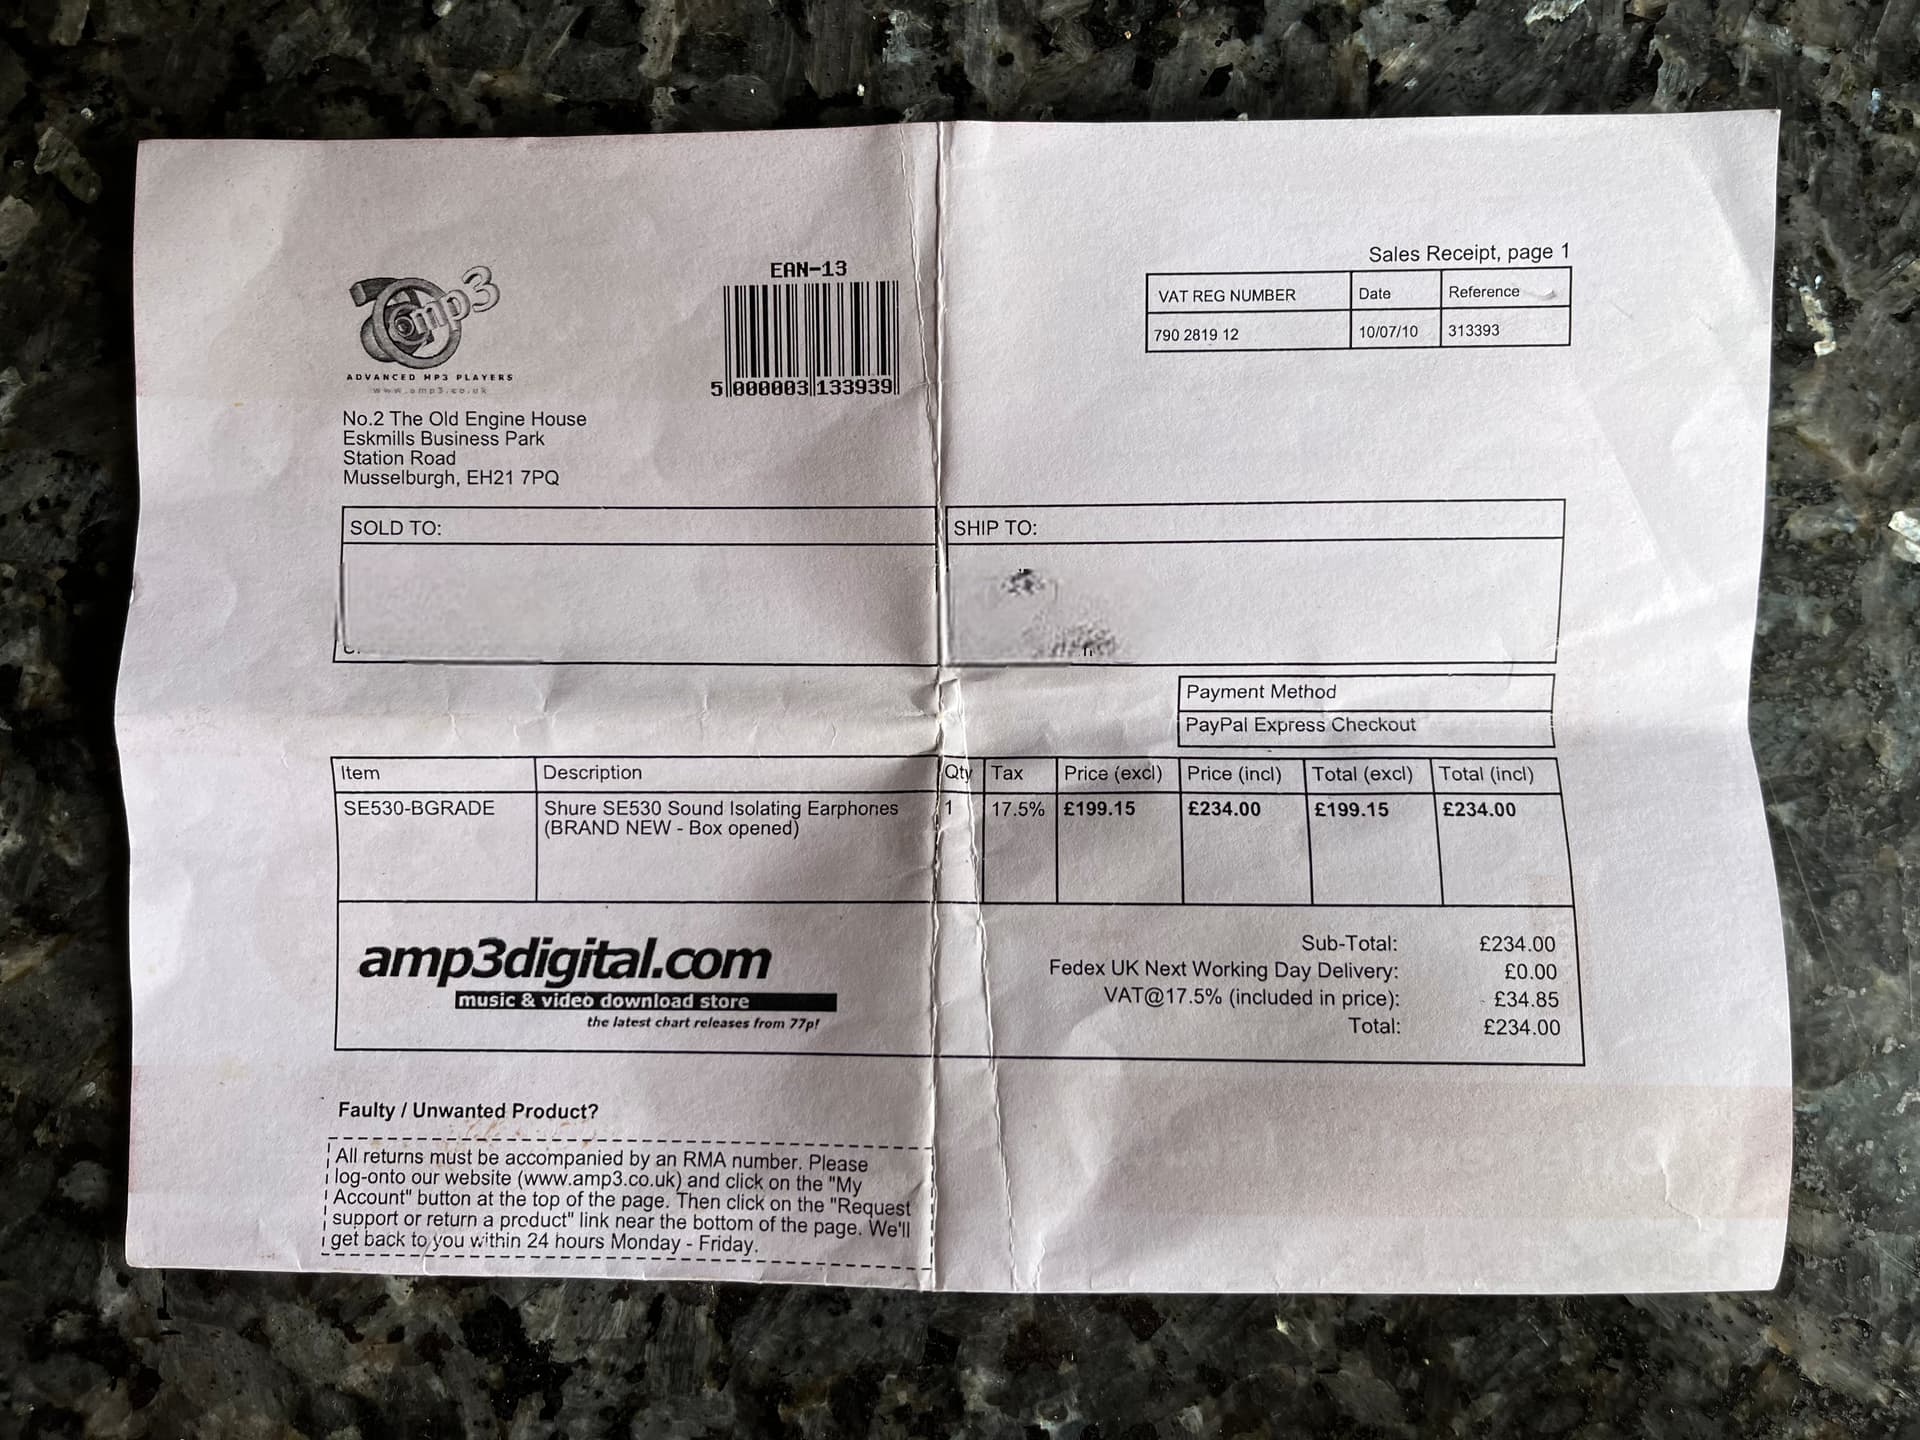 Sales Receipt, page 1
VAT REG NUMBER Date Reference
790 2819 12 10/07/10 313393
amp3
ADVANCED MP3 PLAYERS
www.amp3.co.uk
EAN-13
5 000003 133939
No.2 The Old Engine House
Eskmills Business Park
Station Road
Musselburgh, EH21 7PQ
SOLD TO: SHIP TO:
Payment Method
PayPal Express Checkout
Item Description Qty Tax Price (excl) Price (incl) Total (excl) Total (incl)
SE530-BGRADE Shure SE530 Sound Isolating Earphones 1 17.5% £199.15 £234.00 £199.15 £234.00
(BRAND NEW - Box opened)
amp3digital.com
music & video download store
the latest chart releases from 77p!
Sub-Total: £234.00
Fedex UK Next Working Day Delivery: £0.00
VAT@17.5% (included in price): £34.85
Total: £234.00
Faulty / Unwanted Product?
All returns must be accompanied by an RMA number. Please
log-onto our website (www.amp3.co.uk) and click on the "My
Account" button at the top of the page. Then click on the "Request
support or return a product" link near the bottom of the page. We'll
get back to you within 24 hours Monday - Friday.